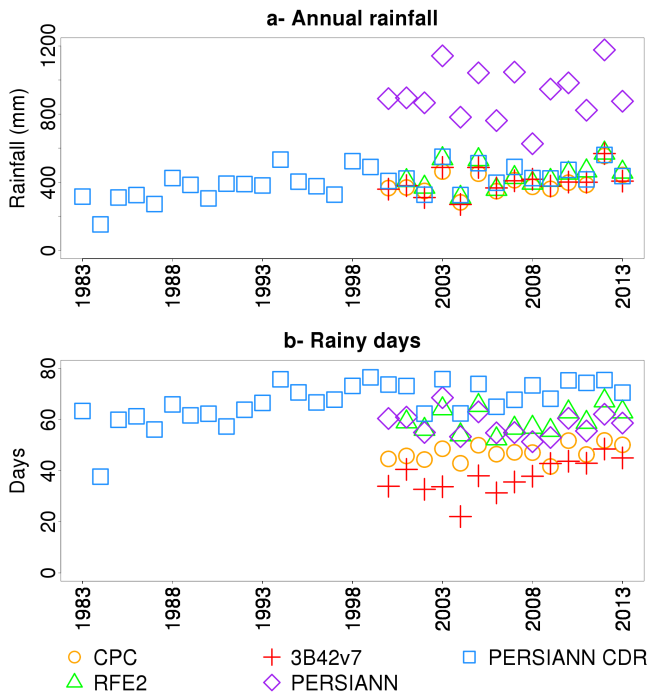 a- Annual rainfall
Rainfall (mm)
1200
800
400
0
1983
1988
1993
1998
2003
2008
2013
b- Rainy days
Days
80
60
40
20
0
1983
1988
1993
1998
2003
2008
2013
CPC
3B42v7
PERSIANN CDR
RFE2
PERSIANN